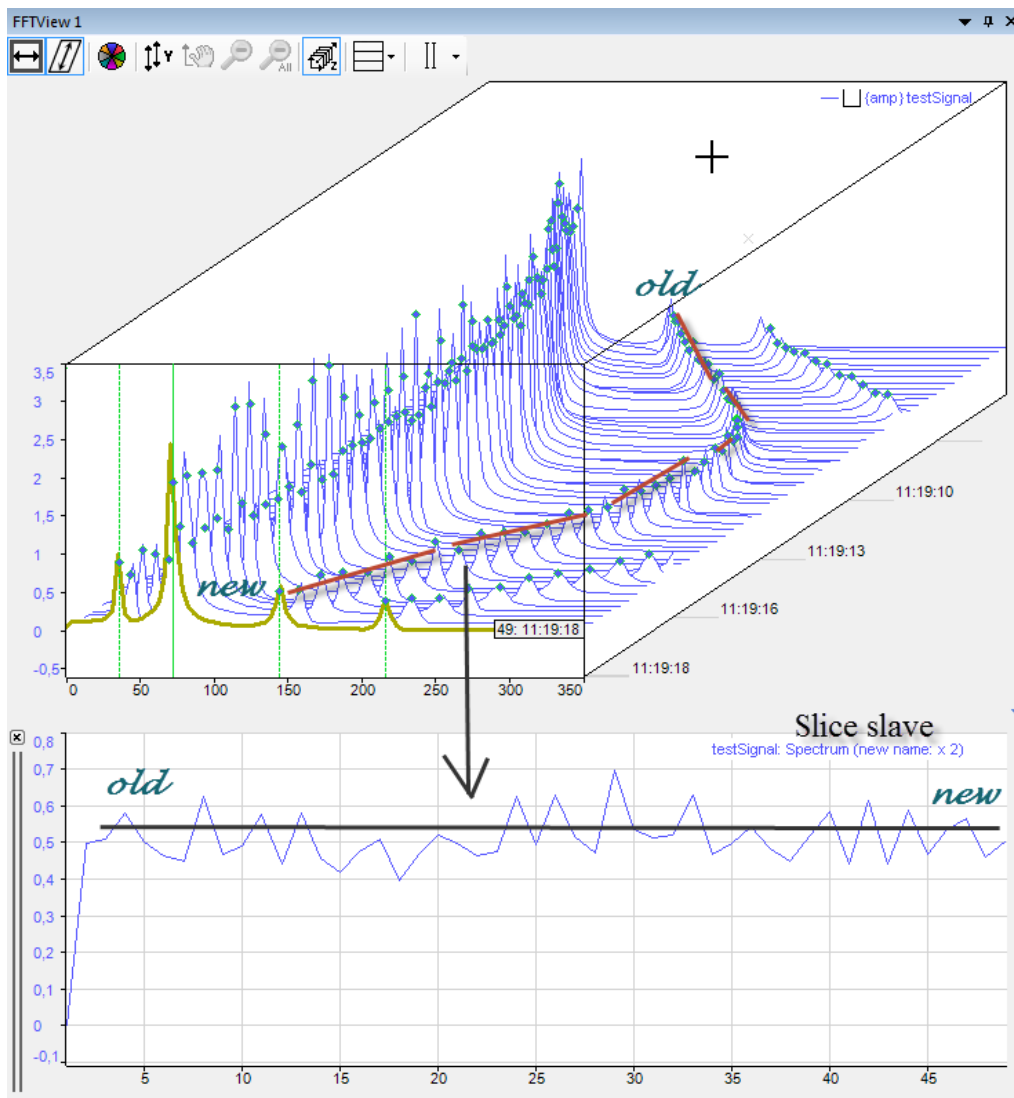 FFTView 1
Y
All
z
{amp} testSignal
old
3,5
3
2,5
2
1,5
1
0,5
0
-0,5
new
49: 11:19:18
11:19:10
11:19:13
11:19:16
11:19:18
0 50 100 150 200 250 300 350
Slice slave
testSignal: Spectrum (new name: x 2)
old
new
0,8
0,7
0,6
0,5
0,4
0,3
0,2
0,1
0
-0,1
5 10 15 20 25 30 35 40 45